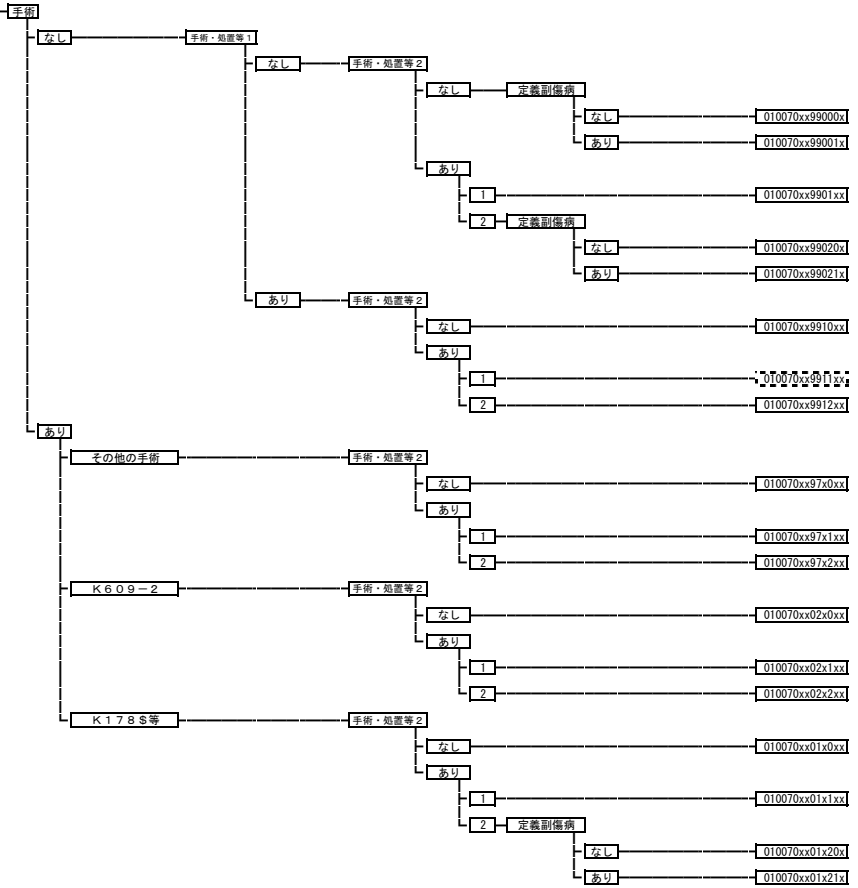 手術
なし 手術・処置等1
なし 手術・処置等2
なし 定義副傷病
なし 010070xx99000x
あり 010070xx99001x
あり
1 010070xx9901xx
2 定義副傷病
なし 010070xx99020x
あり 010070xx99021x
あり 手術・処置等2
なし 010070xx9910xx
あり
1 010070xx9911xx
2 010070xx9912xx
あり
その他の手術 手術・処置等2
なし 010070xx97x0xx
あり
1 010070xx97x1xx
2 010070xx97x2xx
K609-2 手術・処置等2
なし 010070xx02x0xx
あり
1 010070xx02x1xx
2 010070xx02x2xx
K178$等 手術・処置等2
なし 010070xx01x0xx
あり
1 010070xx01x1xx
2 定義副傷病
なし 010070xx01x20x
あり 010070xx01x21x